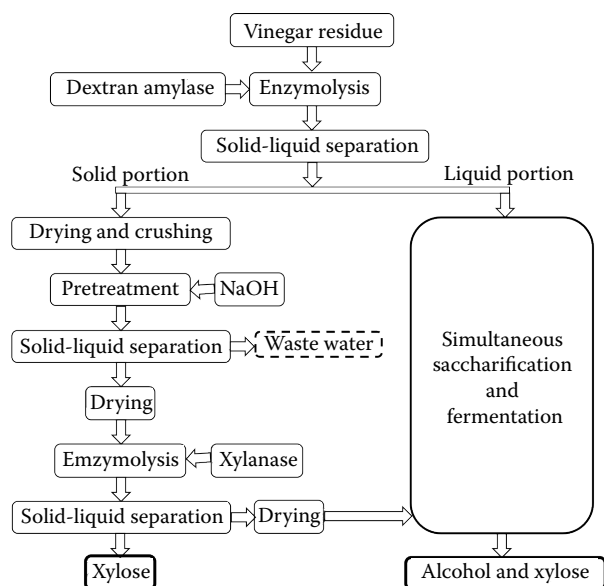 Vinegar residue
Dextran amylase
Enzymolysis
Solid-liquid separation
Solid portion
Liquid portion
Drying and crushing
Pretreatment
NaOH
Solid-liquid separation
Waste water
Drying
Emzymolysis
Xylanase
Solid-liquid separation
Drying
Xylose
Simultaneous
saccharification
and
fermentation
Alcohol and xylose